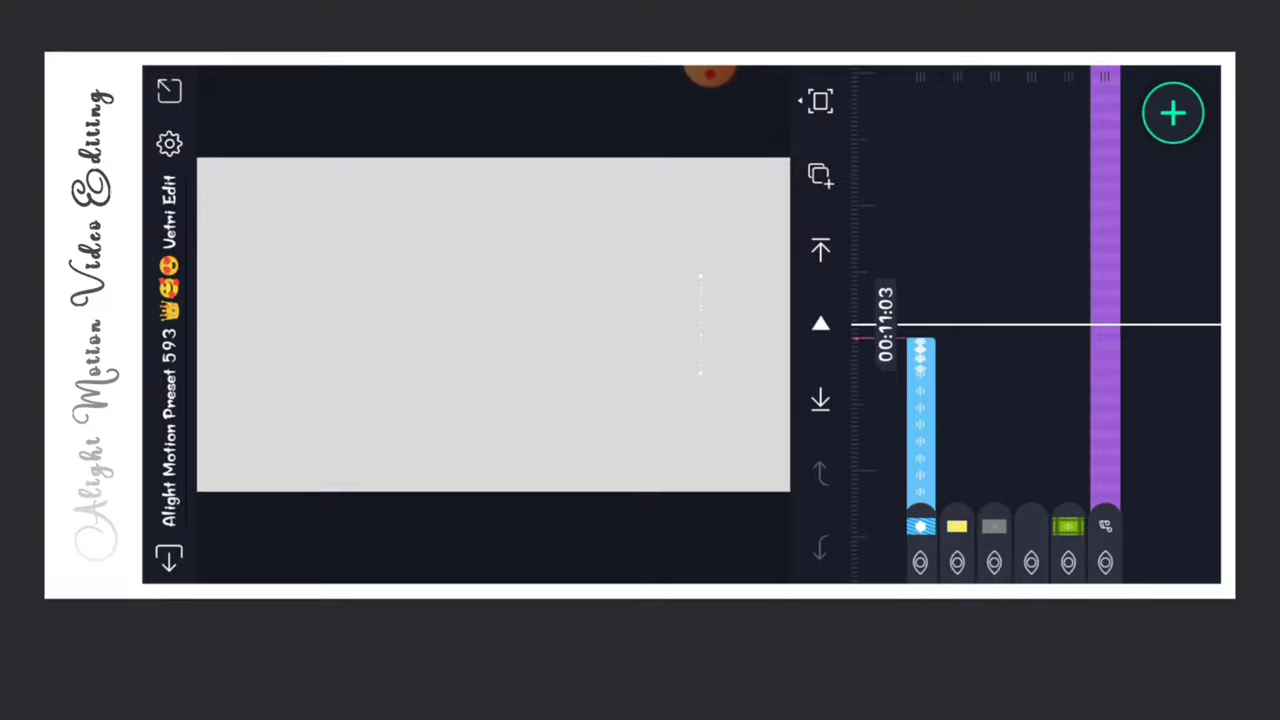 Alight Motion Video Editing
Alight Motion Preset 593 👑🥰😍 Vetri Edit
00:11:03